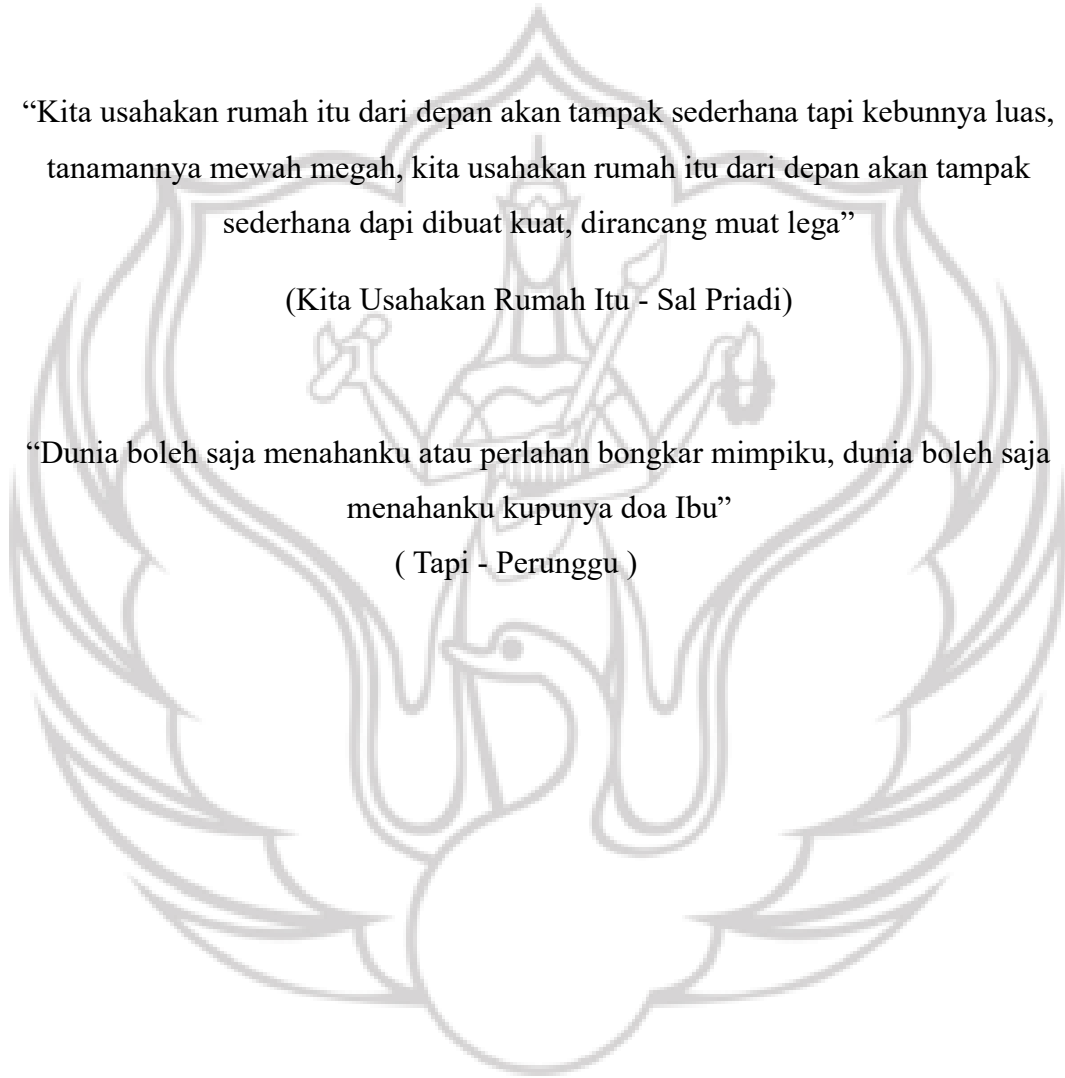 “Kita usahakan rumah itu dari depan akan tampak sederhana tapi kebunnya luas,
tanamannya mewah megah, kita usahakan rumah itu dari depan akan tampak
sederhana dapi dibuat kuat, dirancang muat lega”
(Kita Usahakan Rumah Itu - Sal Priadi)
“Dunia boleh saja menahanku atau perlahan bongkar mimpiku, dunia boleh saja
menahanku kupunya doa Ibu”
( Tapi - Perunggu )